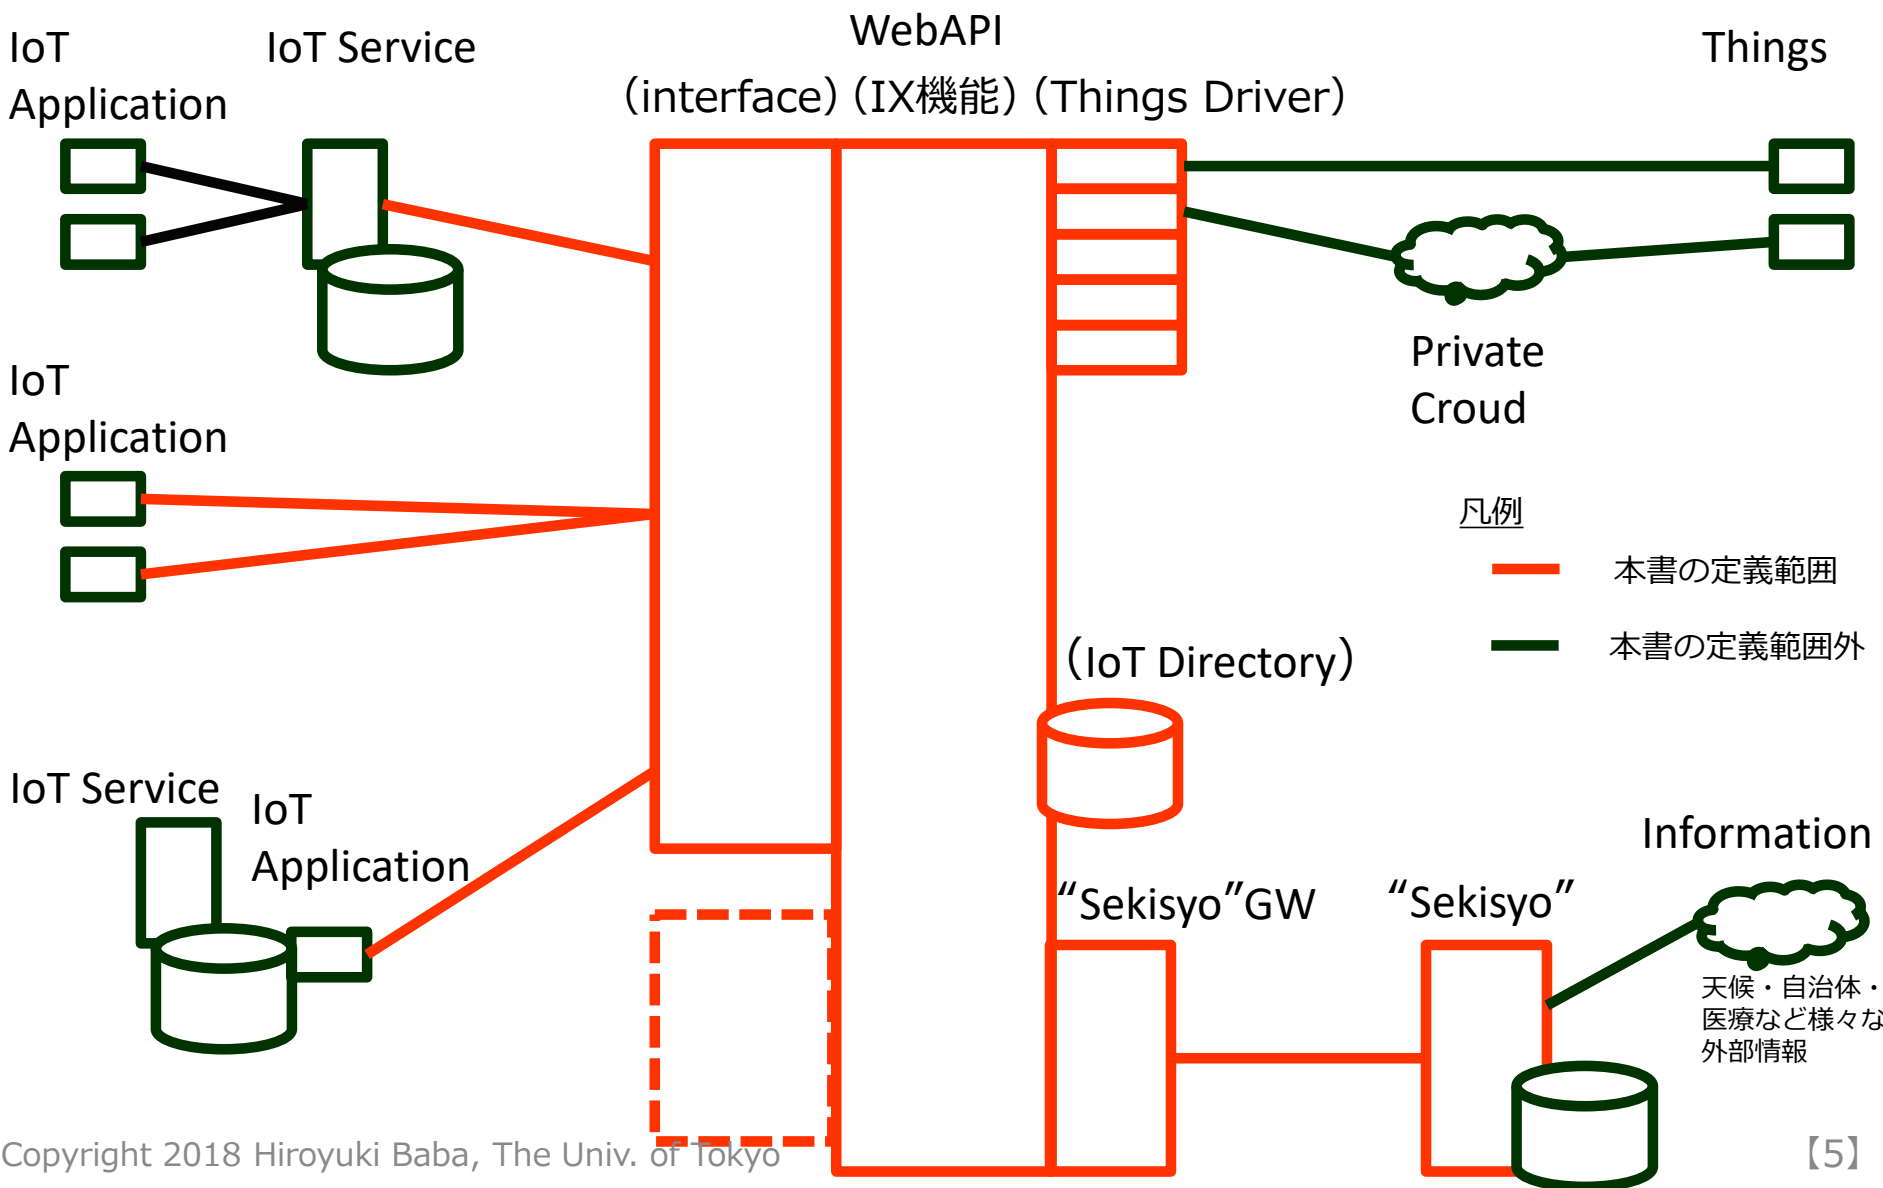 IoT
Application
IoT Service
WebAPI
（interface）（IX機能）（Things Driver）
Things
IoT
Application
Private
Croud
凡例
本書の定義範囲
本書の定義範囲外
（IoT Directory）
IoT Service
IoT
Application
Information
“Sekisyo”GW
“Sekisyo”
天候・自治体・
医療など様々な
外部情報
Copyright 2018 Hiroyuki Baba, The Univ. of Tokyo
【5】